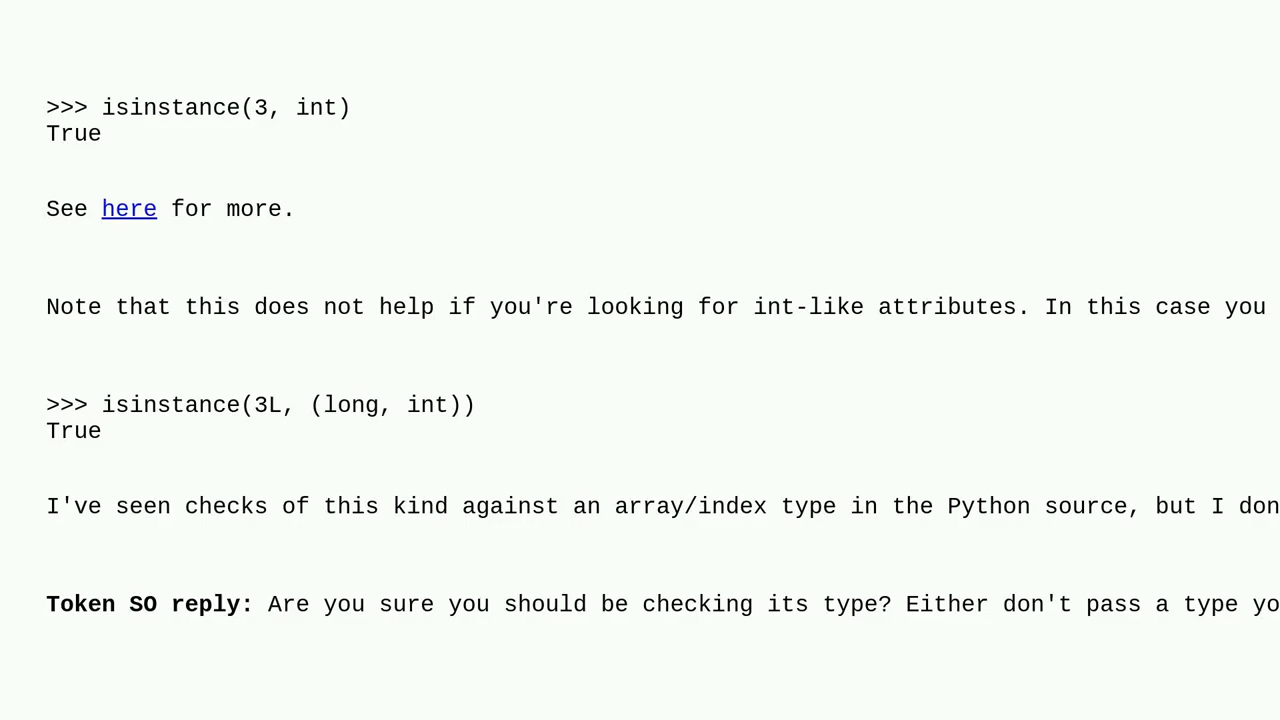 >>> isinstance(3, int)
True
See here for more.
Note that this does not help if you're looking for int-like attributes. In this case you
>>> isinstance(3L, (long, int))
True
I've seen checks of this kind against an array/index type in the Python source, but I don
Token SO reply: Are you sure you should be checking its type? Either don't pass a type yo